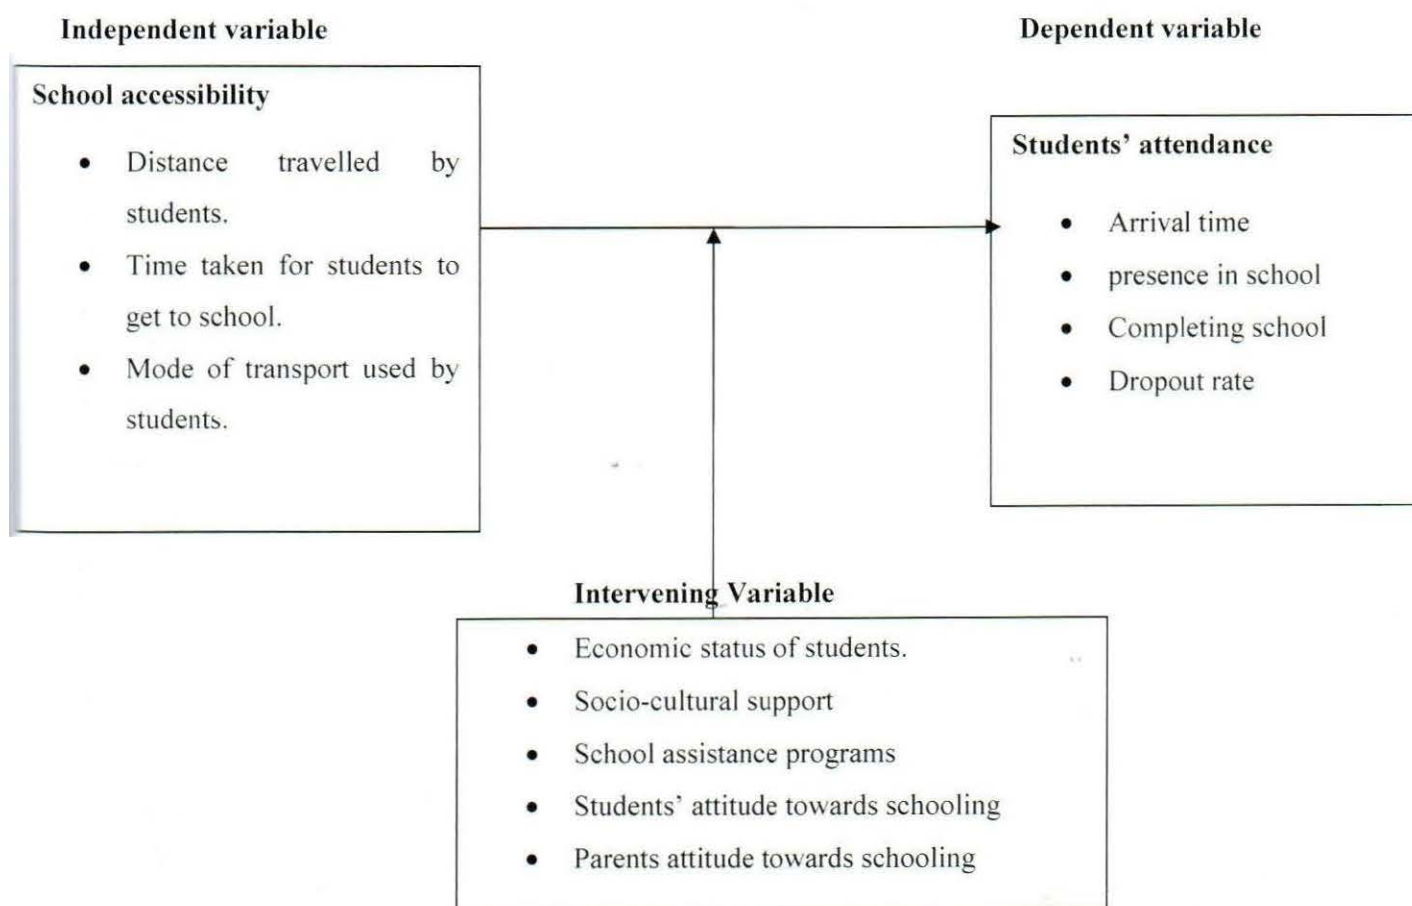 Independent variable
Dependent variable
School accessibility
• Distance travelled by
students.
• Time taken for students to
get to school.
• Mode of transport used by
students.
Students’ attendance
• Arrival time
• presence in school
• Completing school
• Dropout rate
Intervening Variable
• Economic status of students.
• Socio-cultural support
• School assistance programs
• Students’ attitude towards schooling
• Parents attitude towards schooling